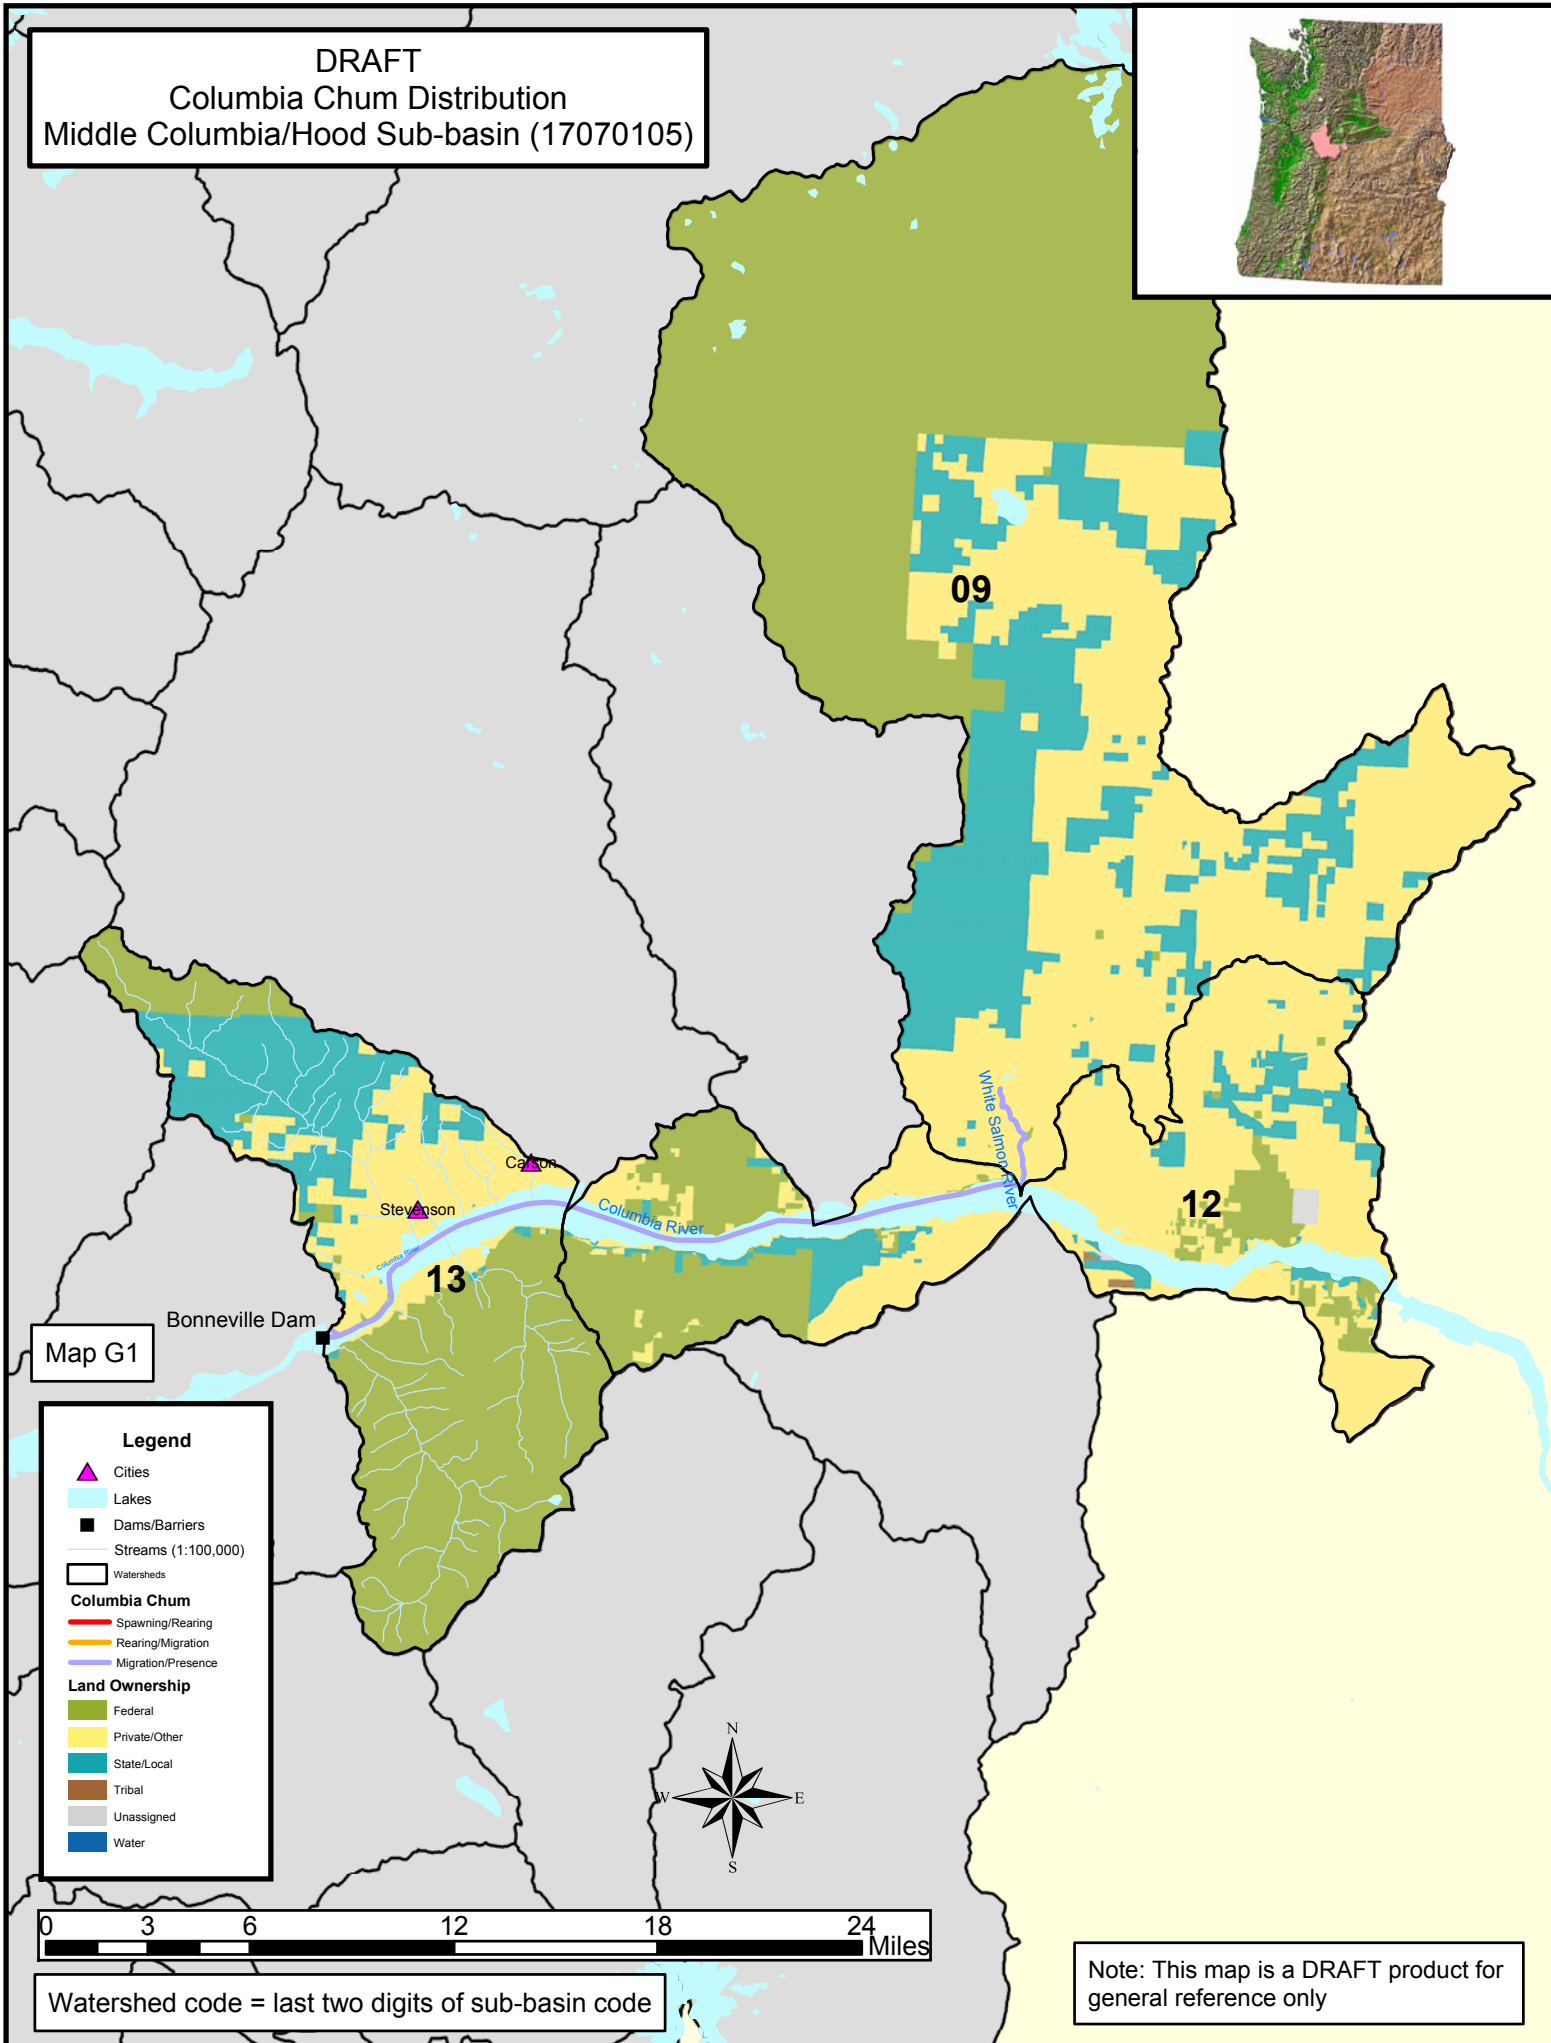 DRAFT
Columbia Chum Distribution
Middle Columbia/Hood Sub-basin (17070105)
09
White Salmon River
Carson
Stevenson
Columbia River
Columbia River
12
13
Bonneville Dam
Map G1
Legend
Cities
Lakes
Dams/Barriers
Streams (1:100,000)
Watersheds
Columbia Chum
Spawning/Rearing
Rearing/Migration
Migration/Presence
Land Ownership
Federal
Private/Other
State/Local
Tribal
Unassigned
Water
N
W
E
S
0 3 6 12 18 24
Miles
Watershed code = last two digits of sub-basin code
Note: This map is a DRAFT product for
general reference only